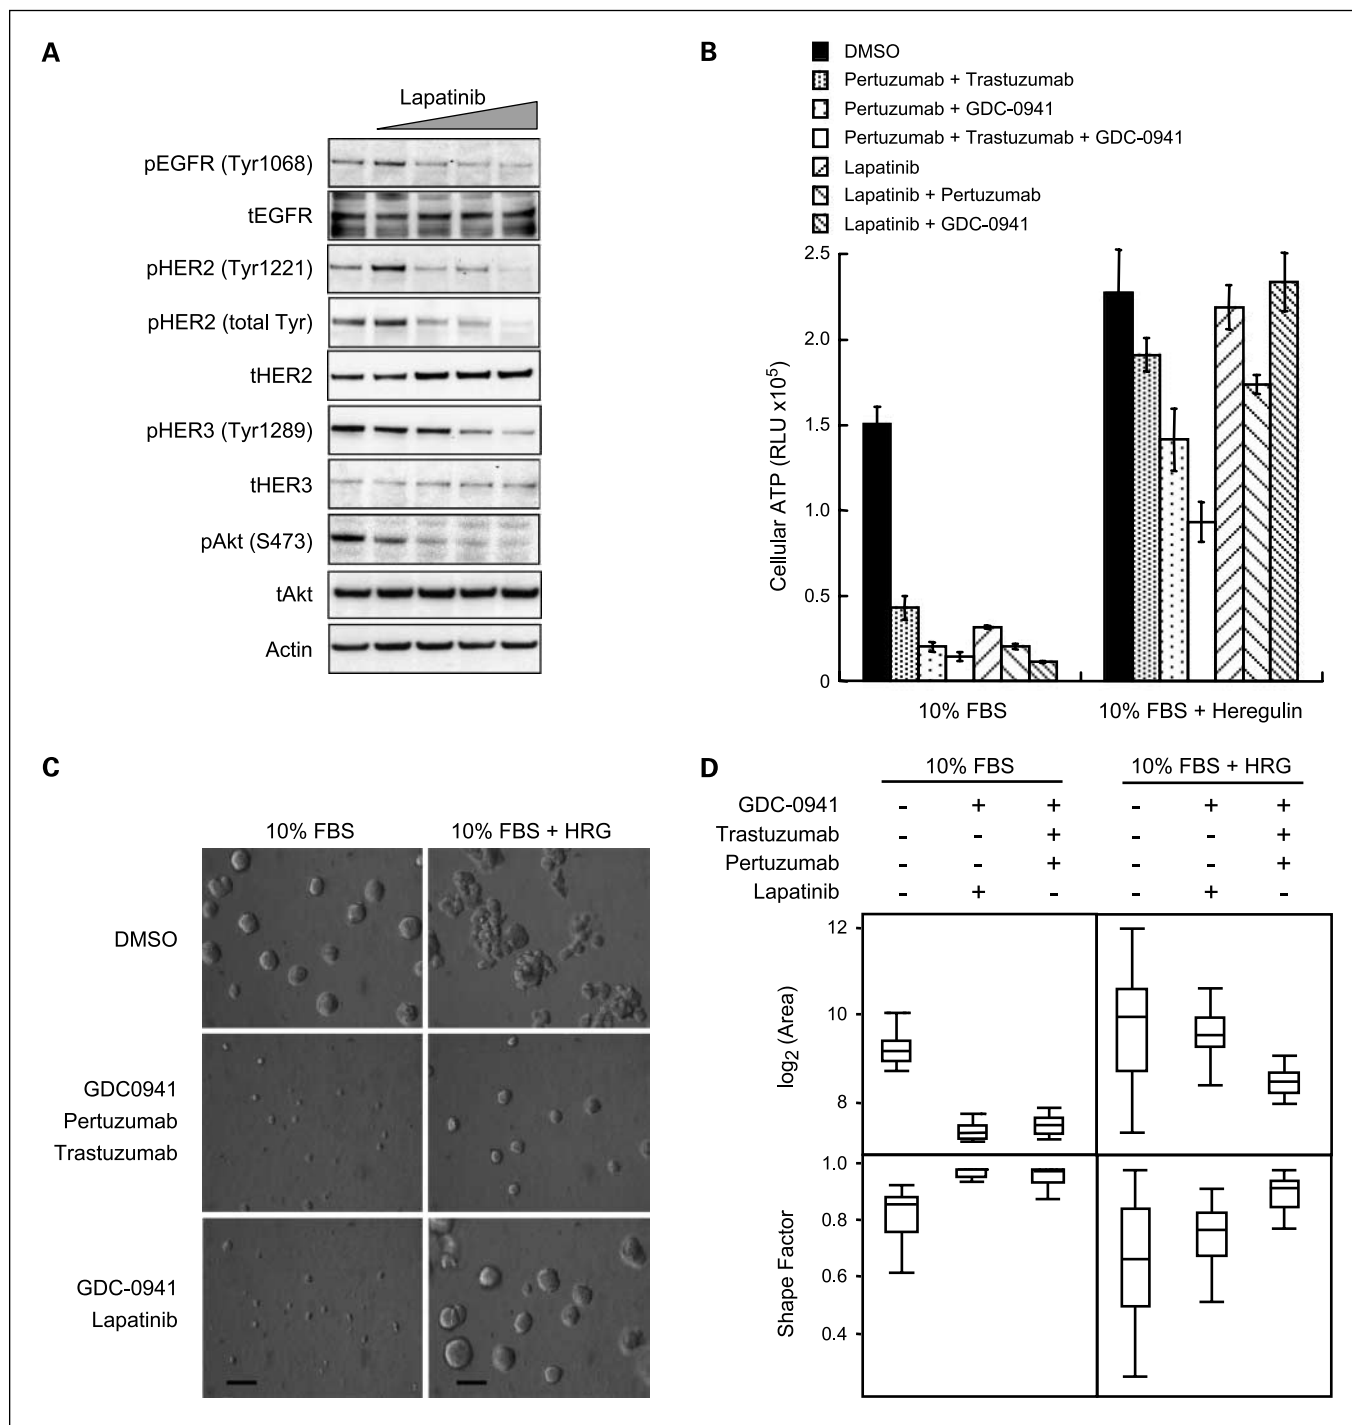 A
Lapatinib
pEGFR (Tyr1068)
tEGFR
pHER2 (Tyr1221)
pHER2 (total Tyr)
tHER2
pHER3 (Tyr1289)
tHER3
pAkt (S473)
tAkt
Actin
B
DMSO
Pertuzumab + Trastuzumab
Pertuzumab + GDC-0941
Pertuzumab + Trastuzumab + GDC-0941
Lapatinib
Lapatinib + Pertuzumab
Lapatinib + GDC-0941
Cellular ATP (RLU x10⁵)
2.5
2.0
1.5
1.0
0.5
0
10% FBS
10% FBS + Heregulin
C
10% FBS
10% FBS + HRG
DMSO
GDC0941
Pertuzumab
Trastuzumab
GDC-0941
Lapatinib
D
10% FBS
10% FBS + HRG
GDC-0941 - + + - + +
Trastuzumab - - + - - +
Pertuzumab - - + - - +
Lapatinib - + - - + -
log₂ (Area)
12
10
8
Shape Factor
1.0
0.8
0.6
0.4